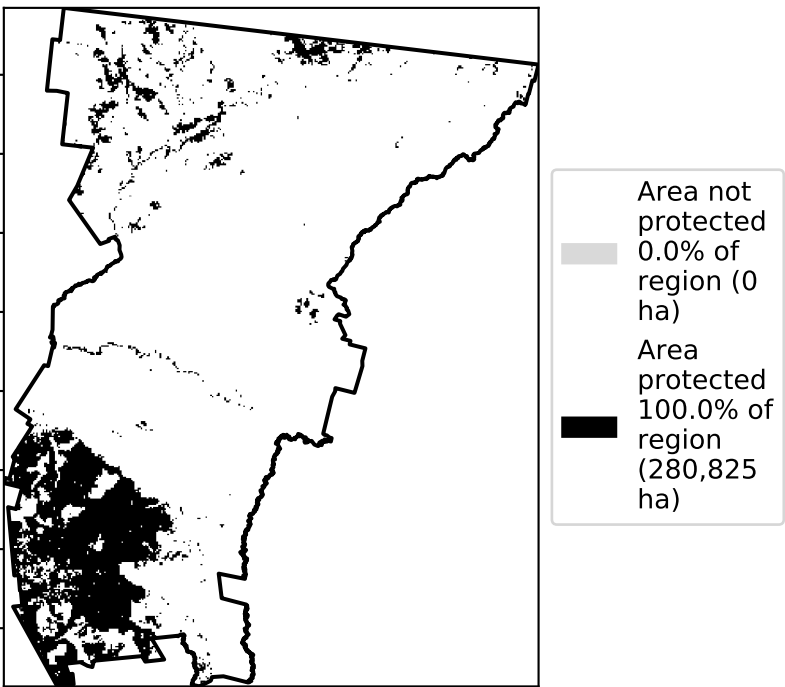 Area not
protected
0.0% of
region (0
ha)
Area
protected
100.0% of
region
(280,825
ha)